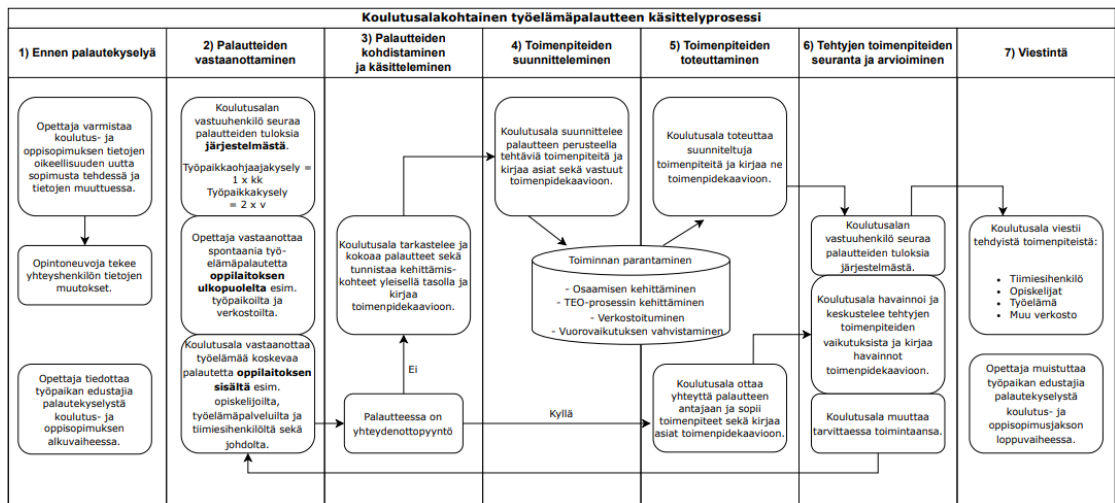 Koulutusalakohtainen työelämäpalautteen käsittelyprosessi
1) Ennen palautekyselyä
2) Palautteiden
vastaanottaminen
3) Palautteiden
kohdistaminen
ja käsitteleminen
4) Toimenpiteiden
suunnitteleminen
5) Toimenpiteiden
toteuttaminen
6) Tehtyjen toimenpiteiden
seuranta ja arvioiminen
7) Viestintä
Opettaja varmistaa
koulutus- ja
oppisopimuksen tietojen
oikeellisuuden uutta
sopimusta tehdessä ja
tietojen muuttuessa.
Opintoneuvoja tekee
yhteyshenkilön tietojen
muutokset.
Opettaja tiedottaa
työpaikan edustajia
palautekyselystä
koulutus- ja
oppisopimuksen
alkuvaiheessa.
Koulutusalan
vastuuhenkilö seuraa
palautteiden tuloksia
järjestelmästä.
Työpaikkaohjaajakysely =
1 x kk
Työpaikkakysely
= 2 x v
Opettaja vastaanottaa
spontaania työ-
elämäpalautetta
oppilaitoksen
ulkopuolelta esim.
työpaikoilta ja
verkostoilta.
Koulutusala vastaanottaa
työelämää koskevaa
palautetta oppilaitoksen
sisältä esim.
opiskelijoilta,
työelämäpalveluilta ja
tiimiesihenkilöltä sekä
johdolta.
Koulutusala tarkastelee ja
kokoaa palautteet sekä
tunnistaa kehittämis-
kohteet yleisellä tasolla ja
kirjaa
toimenpidekaavioon.
Ei
Palautteessa on
yhteydenottopyyntö
Kyllä
Koulutusala suunnittelee
palautteen perusteella
tehtäviä toimenpiteitä ja
kirjaa asiat sekä vastuut
toimenpidekaavioon.
Toiminnan parantaminen
- Osaamisen kehittäminen
- TEO-prosessin kehittäminen
- Verkostoituminen
- Vuorovaikutuksen vahvistaminen
Koulutusala toteuttaa
suunniteltuja
toimenpiteitä ja kirjaa ne
toimenpidekaavioon.
Koulutusala ottaa
yhteyttä palautteen
antajaan ja sopii
toimenpiteet sekä kirjaa
asiat toimenpidekaavioon.
Koulutusalan
vastuuhenkilö seuraa
palautteiden tuloksia
järjestelmästä.
Koulutusala havainnoi ja
keskustelee tehtyjen
toimenpiteiden
vaikutuksista ja kirjaa
havainnot
toimenpidekaavioon.
Koulutusala muuttaa
tarvittaessa toimintaansa.
Koulutusala viestii
tehdyistä toimenpiteistä:
• Tiimiesihenkilö
• Opiskelijat
• Työelämä
• Muu verkosto
Opettaja muistuttaa
työpaikan edustajia
palautekyselystä
koulutus- ja
oppisopimusjakson
loppuvaiheessa.